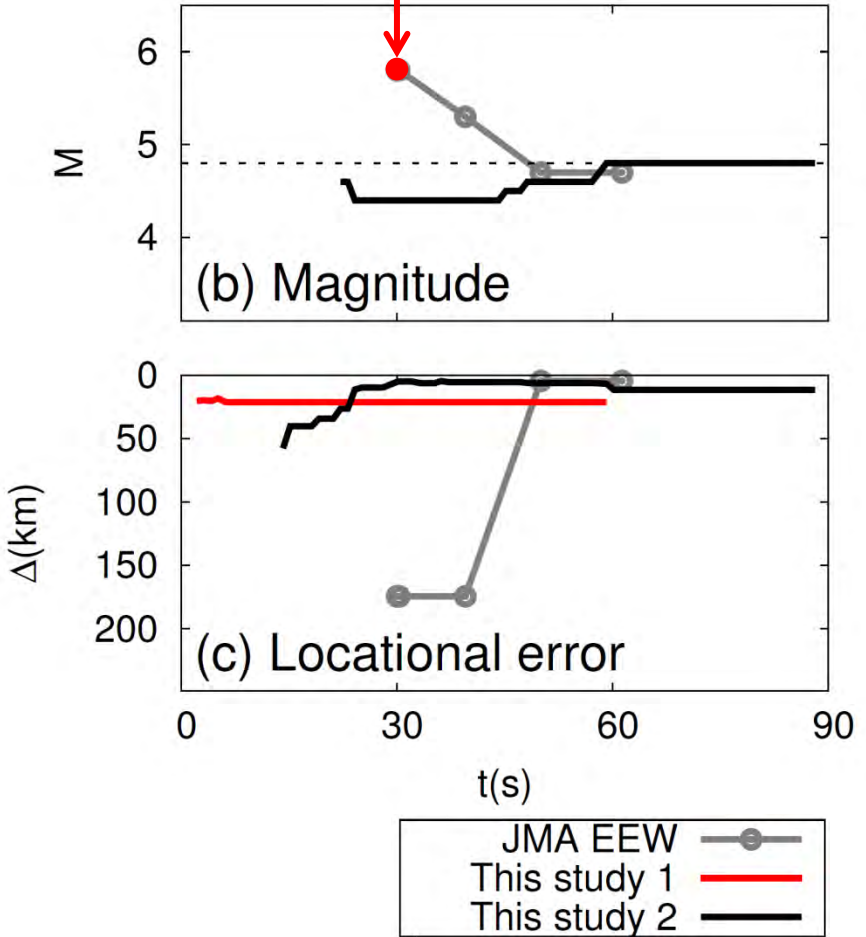 6
5
4
M
(b) Magnitude
0
50
100
150
200
Δ(km)
(c) Locational error
0 30 60 90
t(s)
JMA EEW
This study 1
This study 2